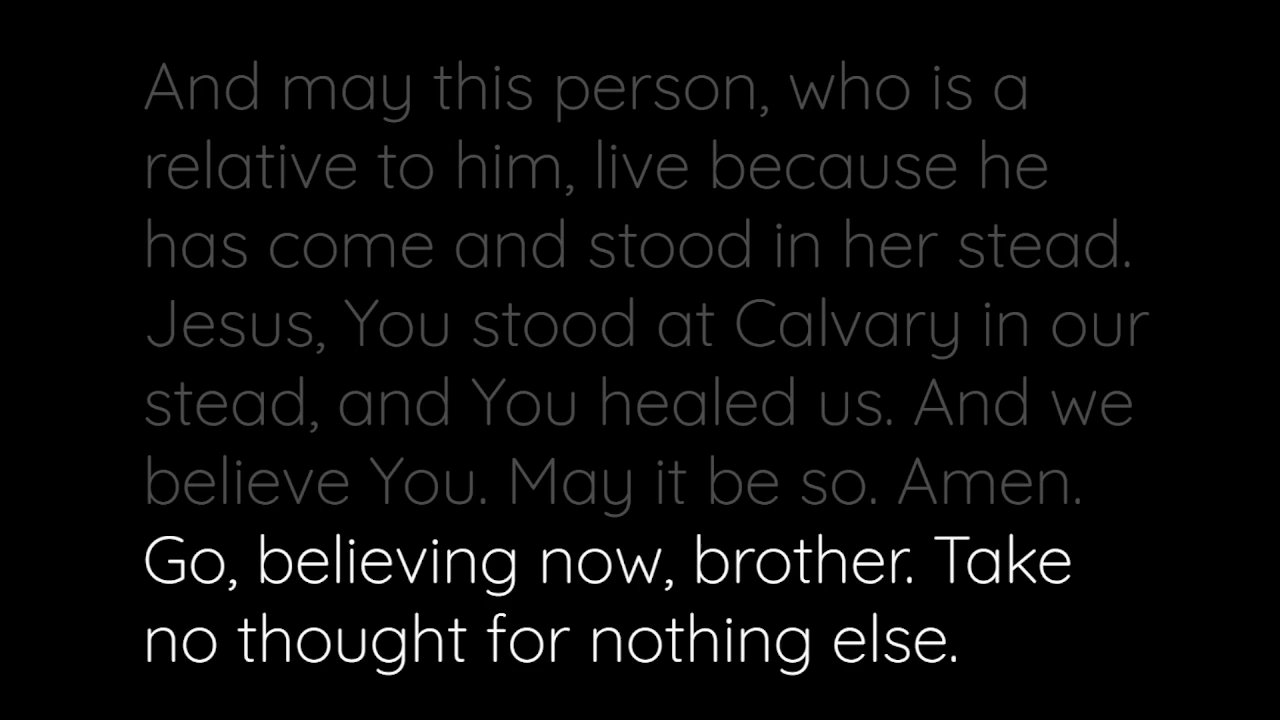 And may this person, who is a
relative to him, live because he
has come and stood in her stead.
Jesus, You stood at Calvary in our
stead, and You healed us. And we
believe You. May it be so. Amen.
Go, believing now, brother. Take
no thought for nothing else.